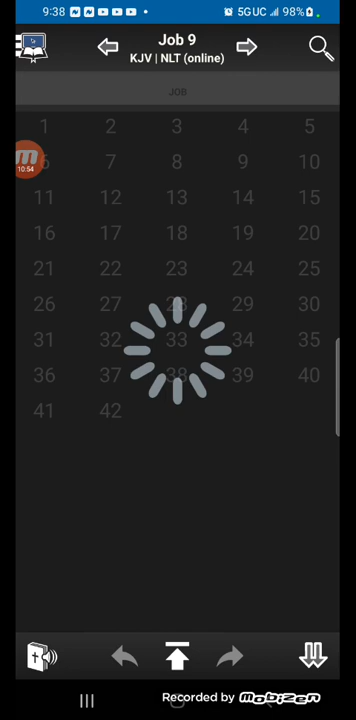 9:38 5GUC 98%
Job 9
KJV | NLT (online)
JOB
1 2 3 4 5
6 7 8 9 10
10:54
11 12 13 14 15
16 17 18 19 20
21 22 23 24 25
26 27 28 29 30
31 32 33 34 35
36 37 38 39 40
41 42
Recorded by mobizen